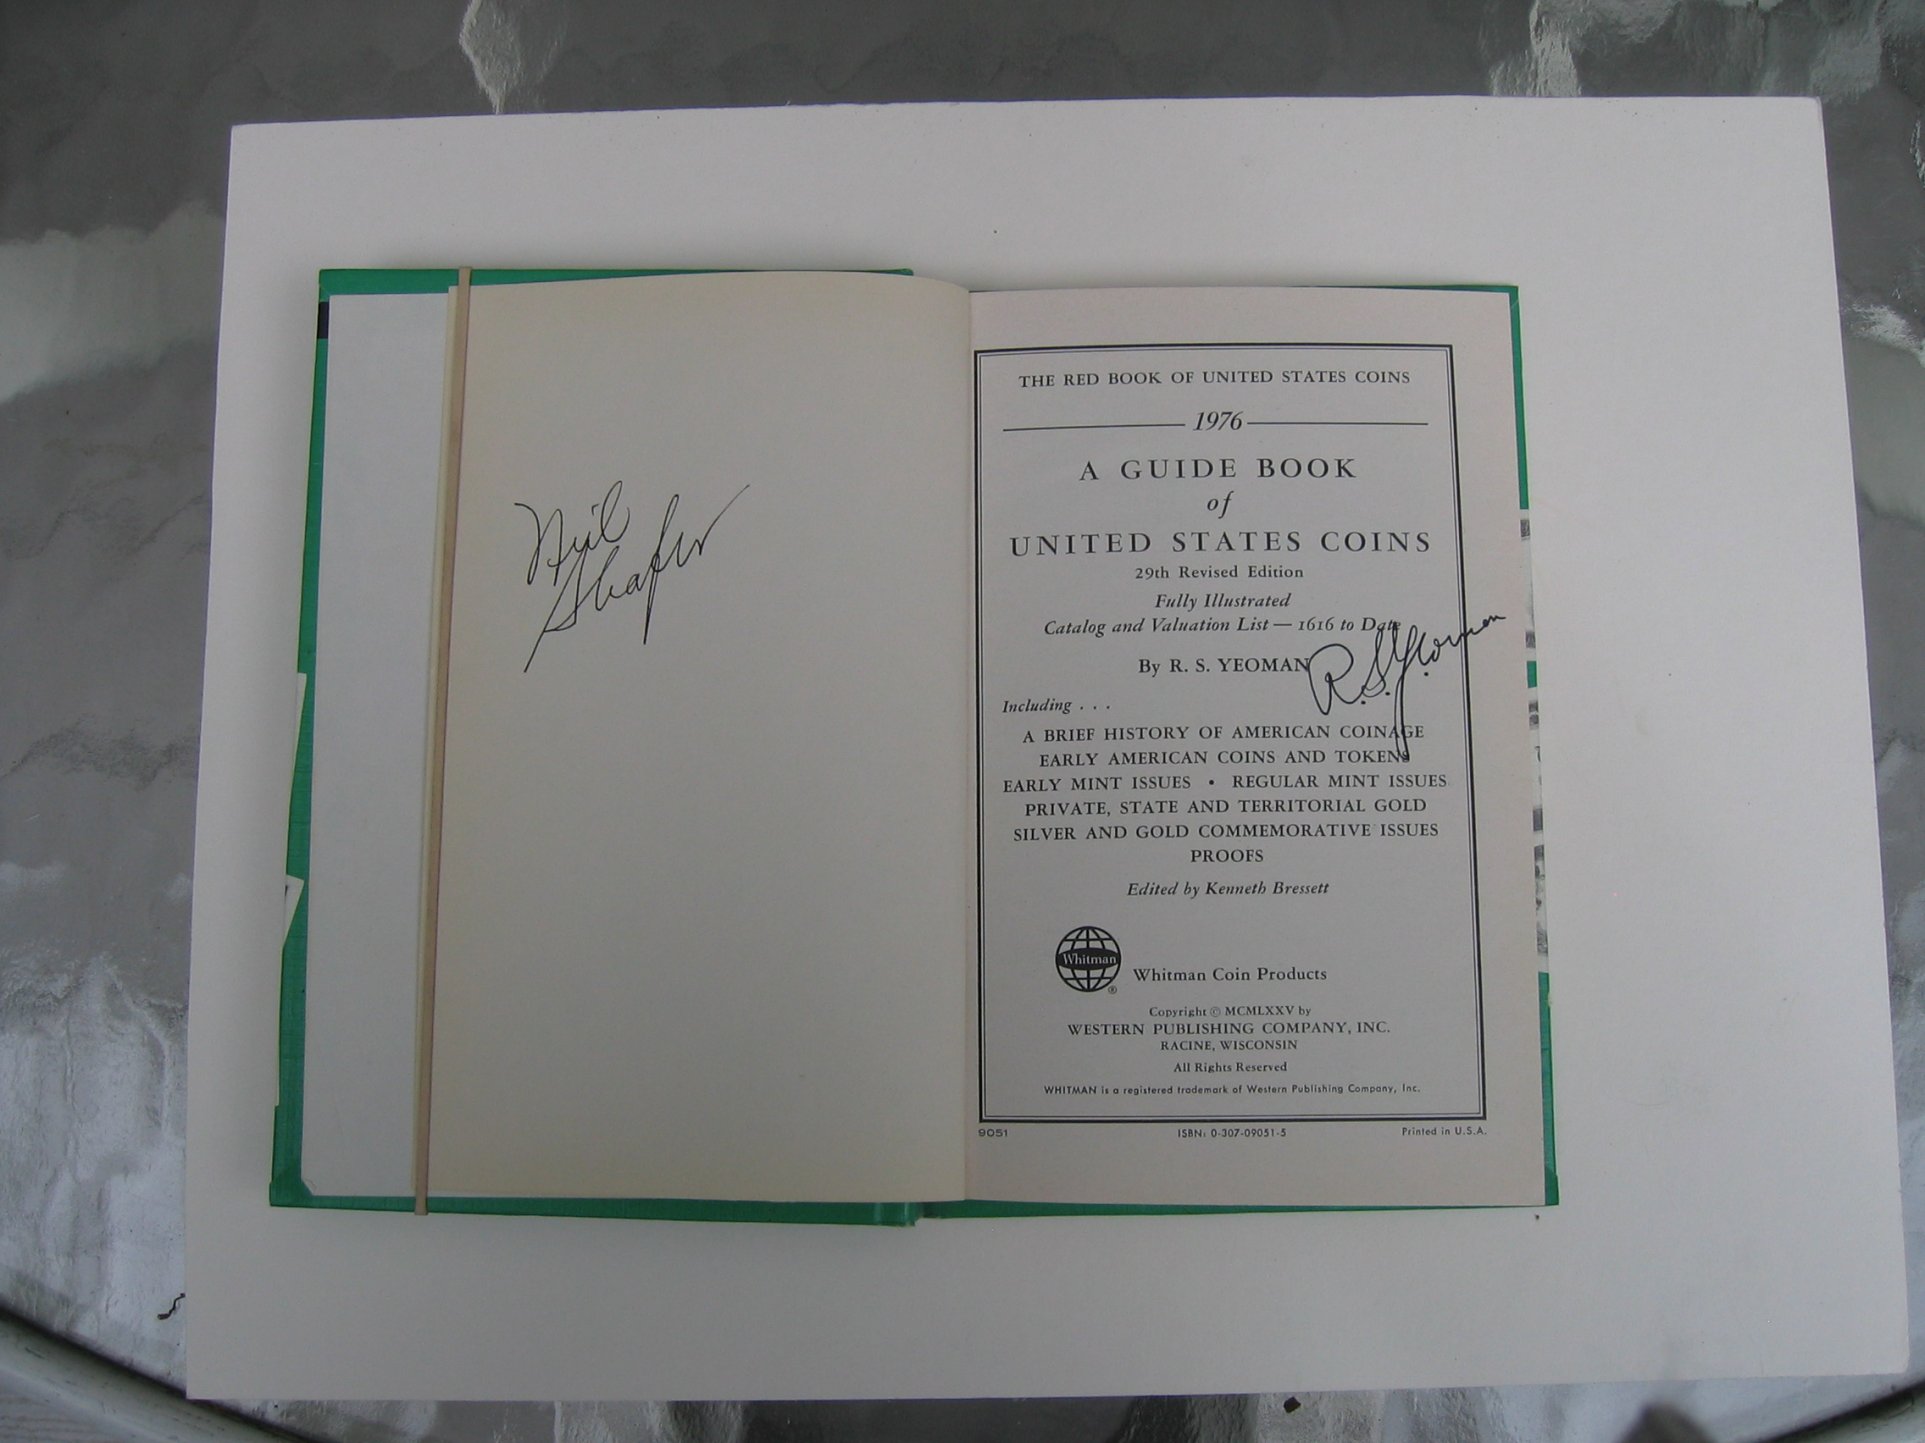 Neil
Shafer
THE RED BOOK OF UNITED STATES COINS
1976
A GUIDE BOOK
of
UNITED STATES COINS
29th Revised Edition
Fully Illustrated
Catalog and Valuation List — 1616 to Date
By R. S. YEOMAN
R.S. Yeoman
Including . . .
A BRIEF HISTORY OF AMERICAN COINAGE
EARLY AMERICAN COINS AND TOKENS
EARLY MINT ISSUES • REGULAR MINT ISSUES
PRIVATE, STATE AND TERRITORIAL GOLD
SILVER AND GOLD COMMEMORATIVE ISSUES
PROOFS
Edited by Kenneth Bressett
Whitman ®
Whitman Coin Products
Copyright © MCMLXXV by
WESTERN PUBLISHING COMPANY, INC.
RACINE, WISCONSIN
All Rights Reserved
WHITMAN is a registered trademark of Western Publishing Company, Inc.
9051 ISBN: 0-307-09051-5 Printed in U.S.A.